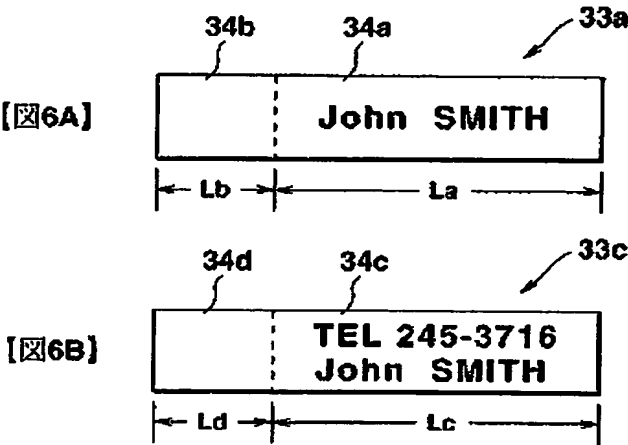 34b 34a 33a
【図6A】
John SMITH
Lb La
34d 34c 33c
【図6B】
TEL 245-3716
John SMITH
Ld Lc